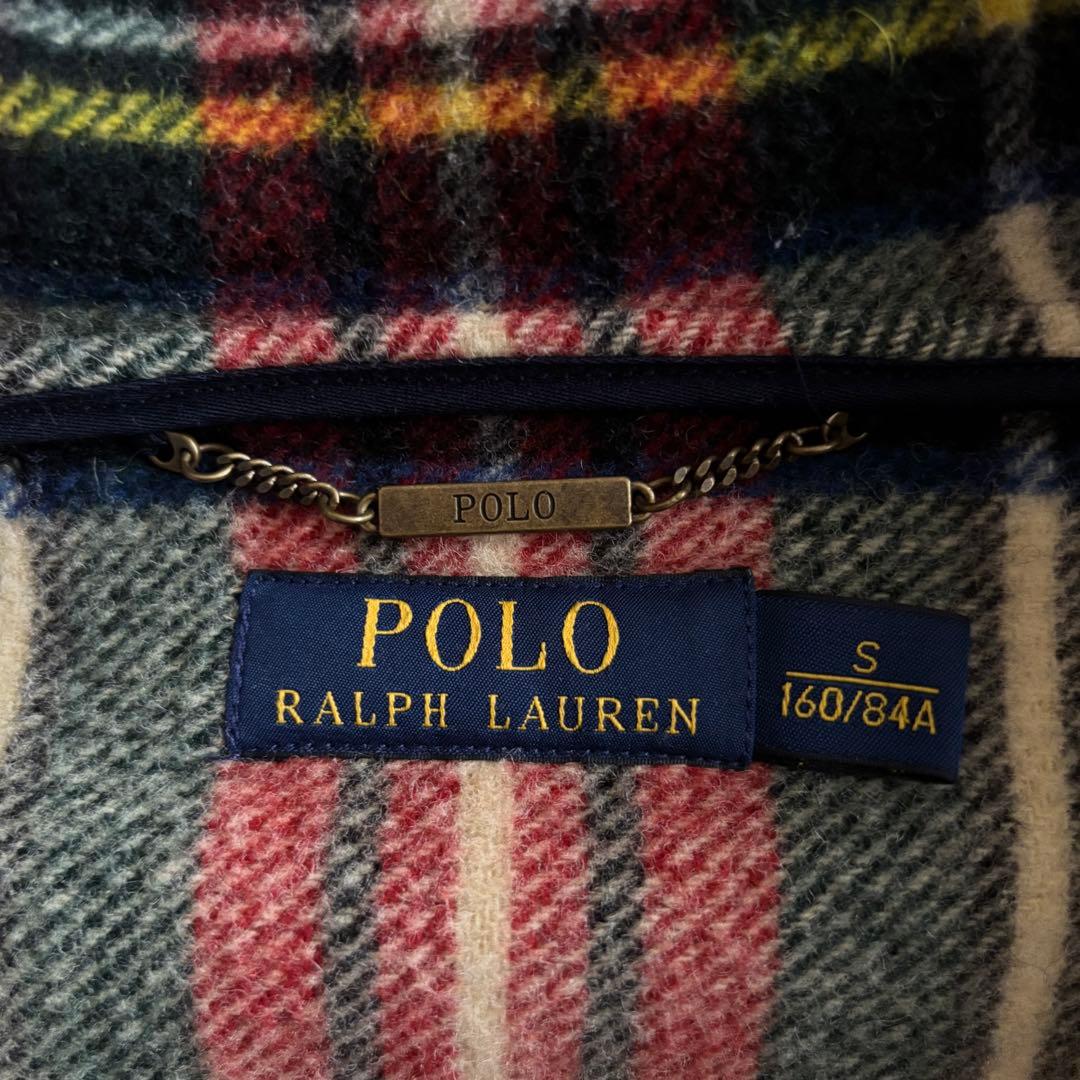 POLO
POLO
RALPH LAUREN
S
160/84A